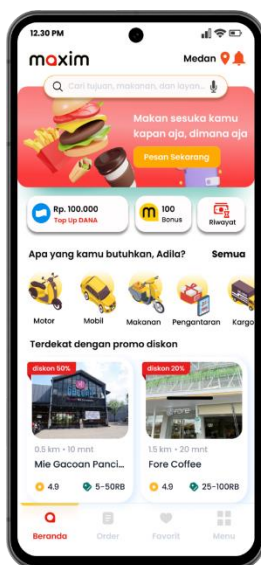 12.30 PM
maxim
Medan
Cari tujuan, makanan, dan layan...
Makan sesuka kamu
kapan aja, dimana aja
Pesan Sekarang
Rp. 100.000
Top Up DANA
m
100
Bonus
Riwayat
Apa yang kamu butuhkan, Adila?
Semua
Motor
Mobil
Makanan
Pengantaran
Kargo
Terdekat dengan promo diskon
diskon 50%
diskon 20%
FORE
0.5 km • 10 mnt
Mie Gacoan Panci...
4.9
5-50RB
1.5 km • 20 mnt
Fore Coffee
4.9
25-100RB
Beranda
Order
Favorit
Menu